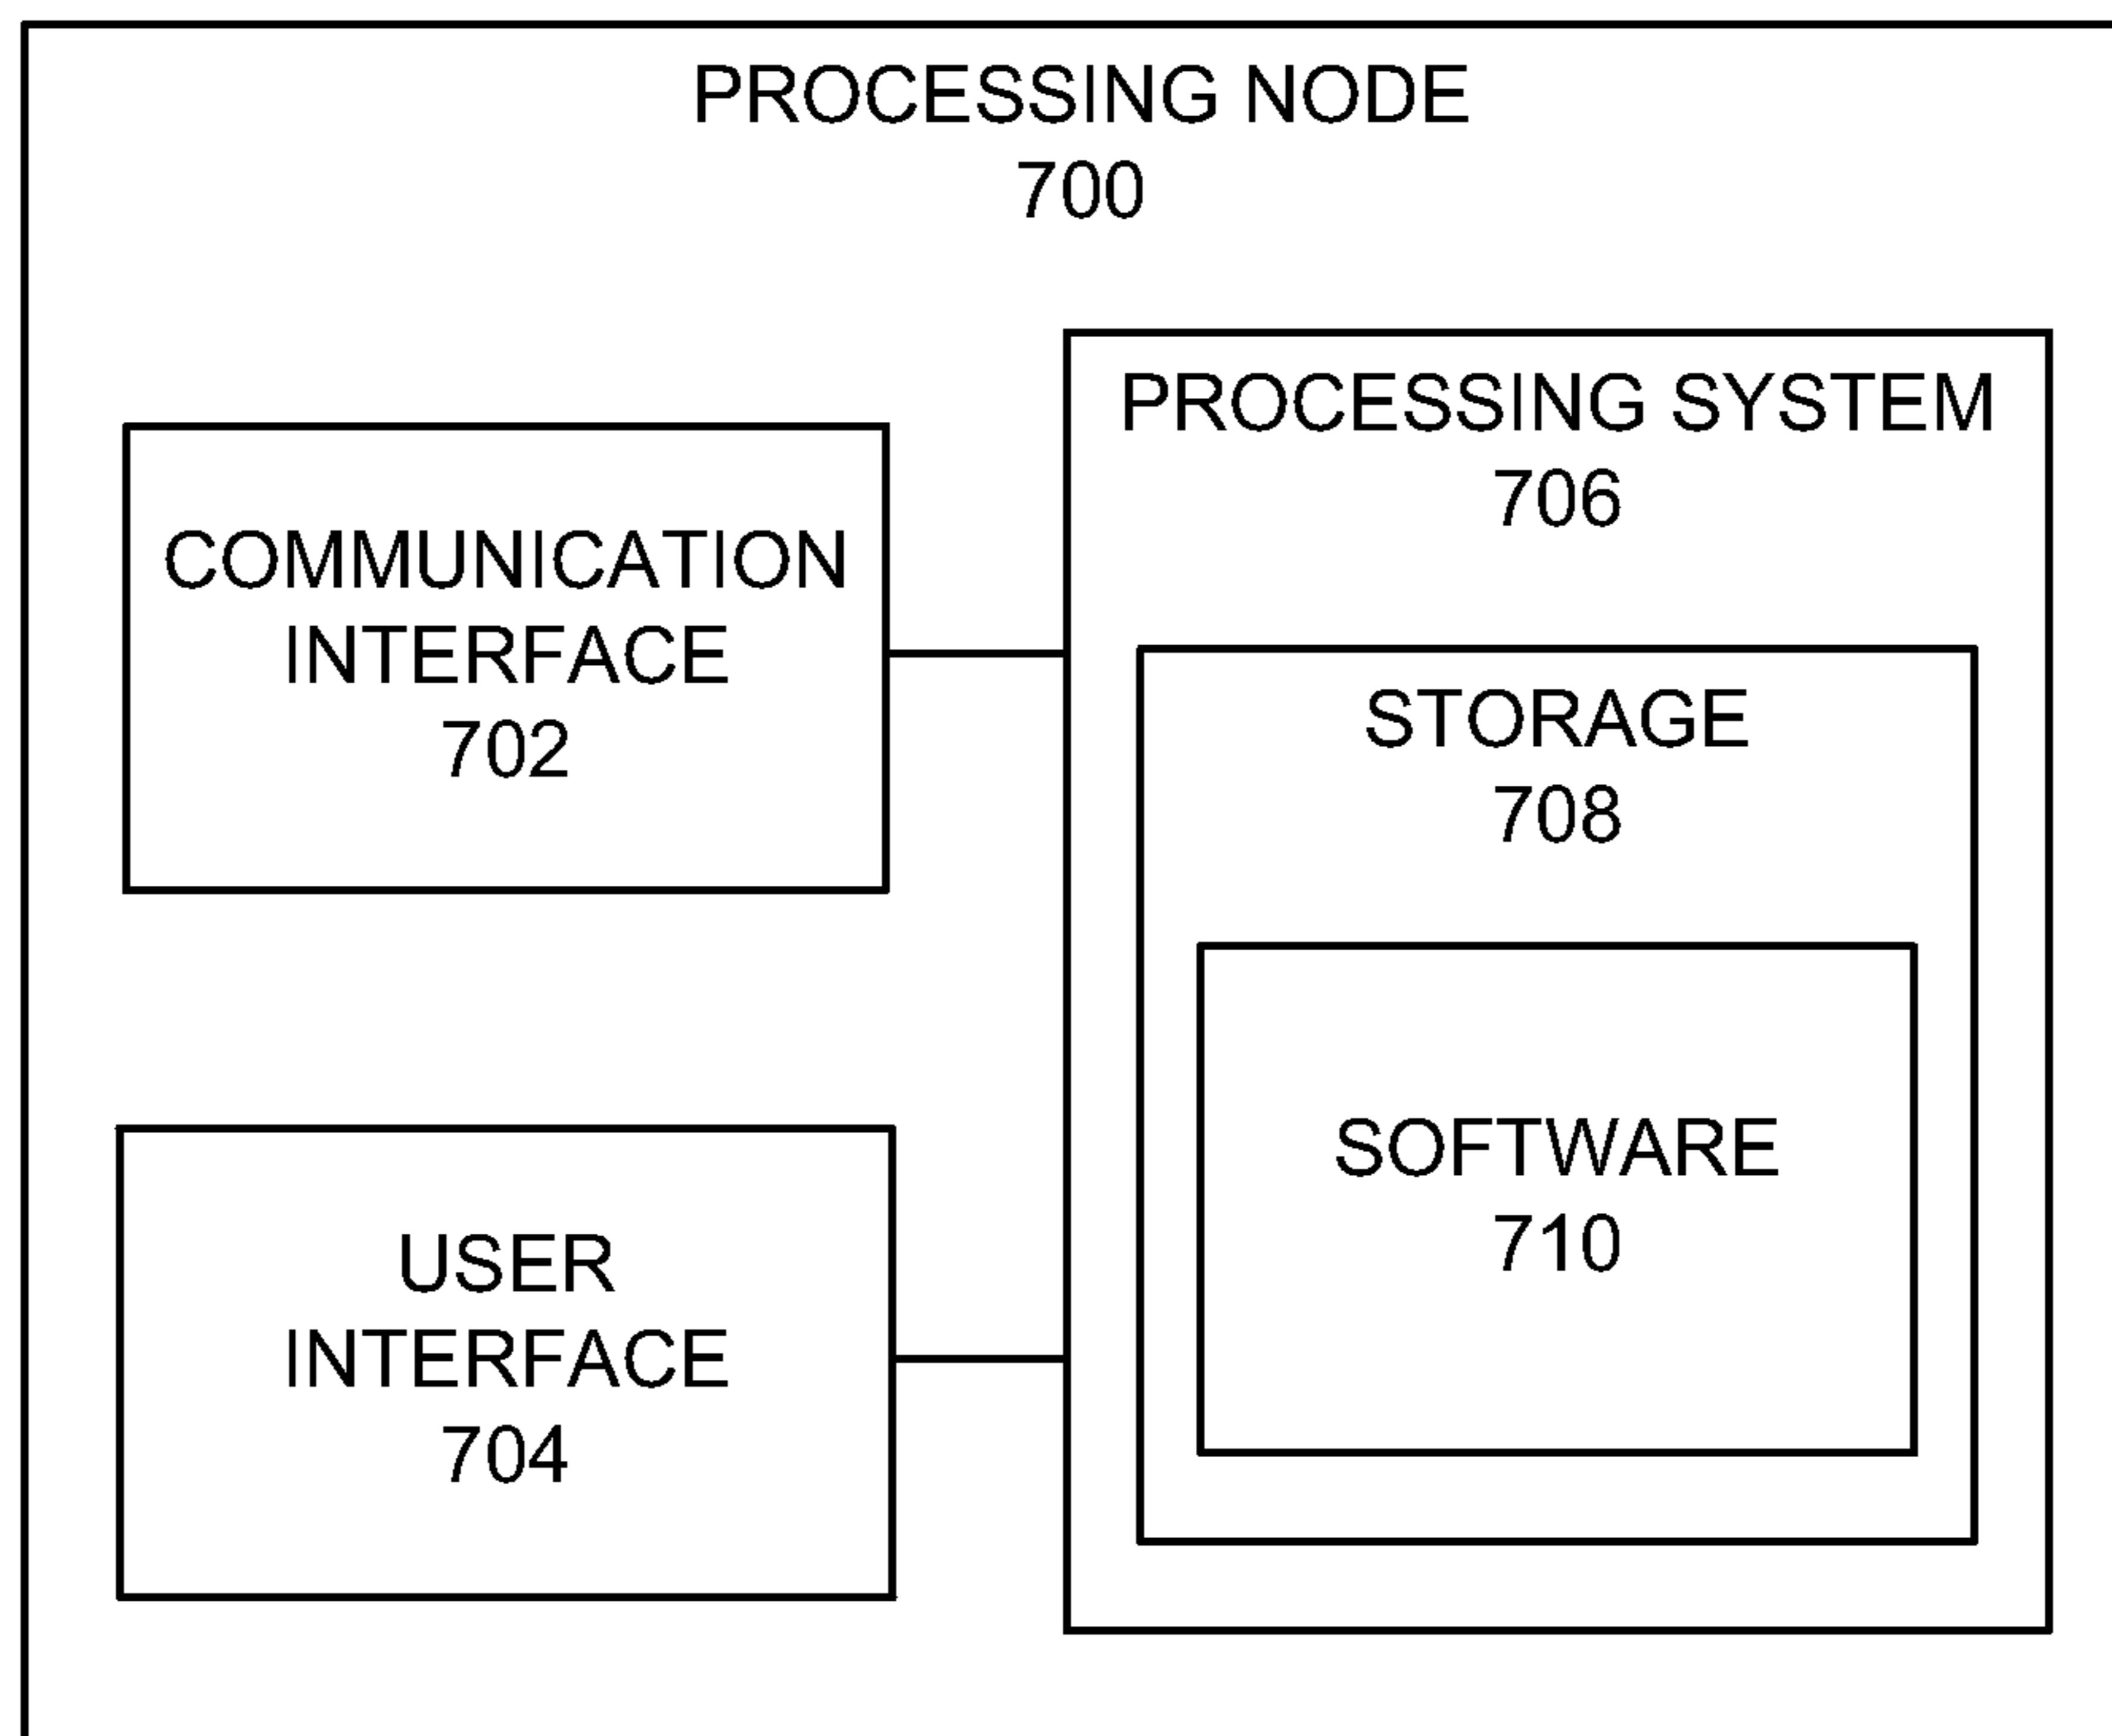 PROCESSING NODE
700
PROCESSING SYSTEM
706
COMMUNICATION
INTERFACE
702
STORAGE
708
SOFTWARE
710
USER
INTERFACE
704